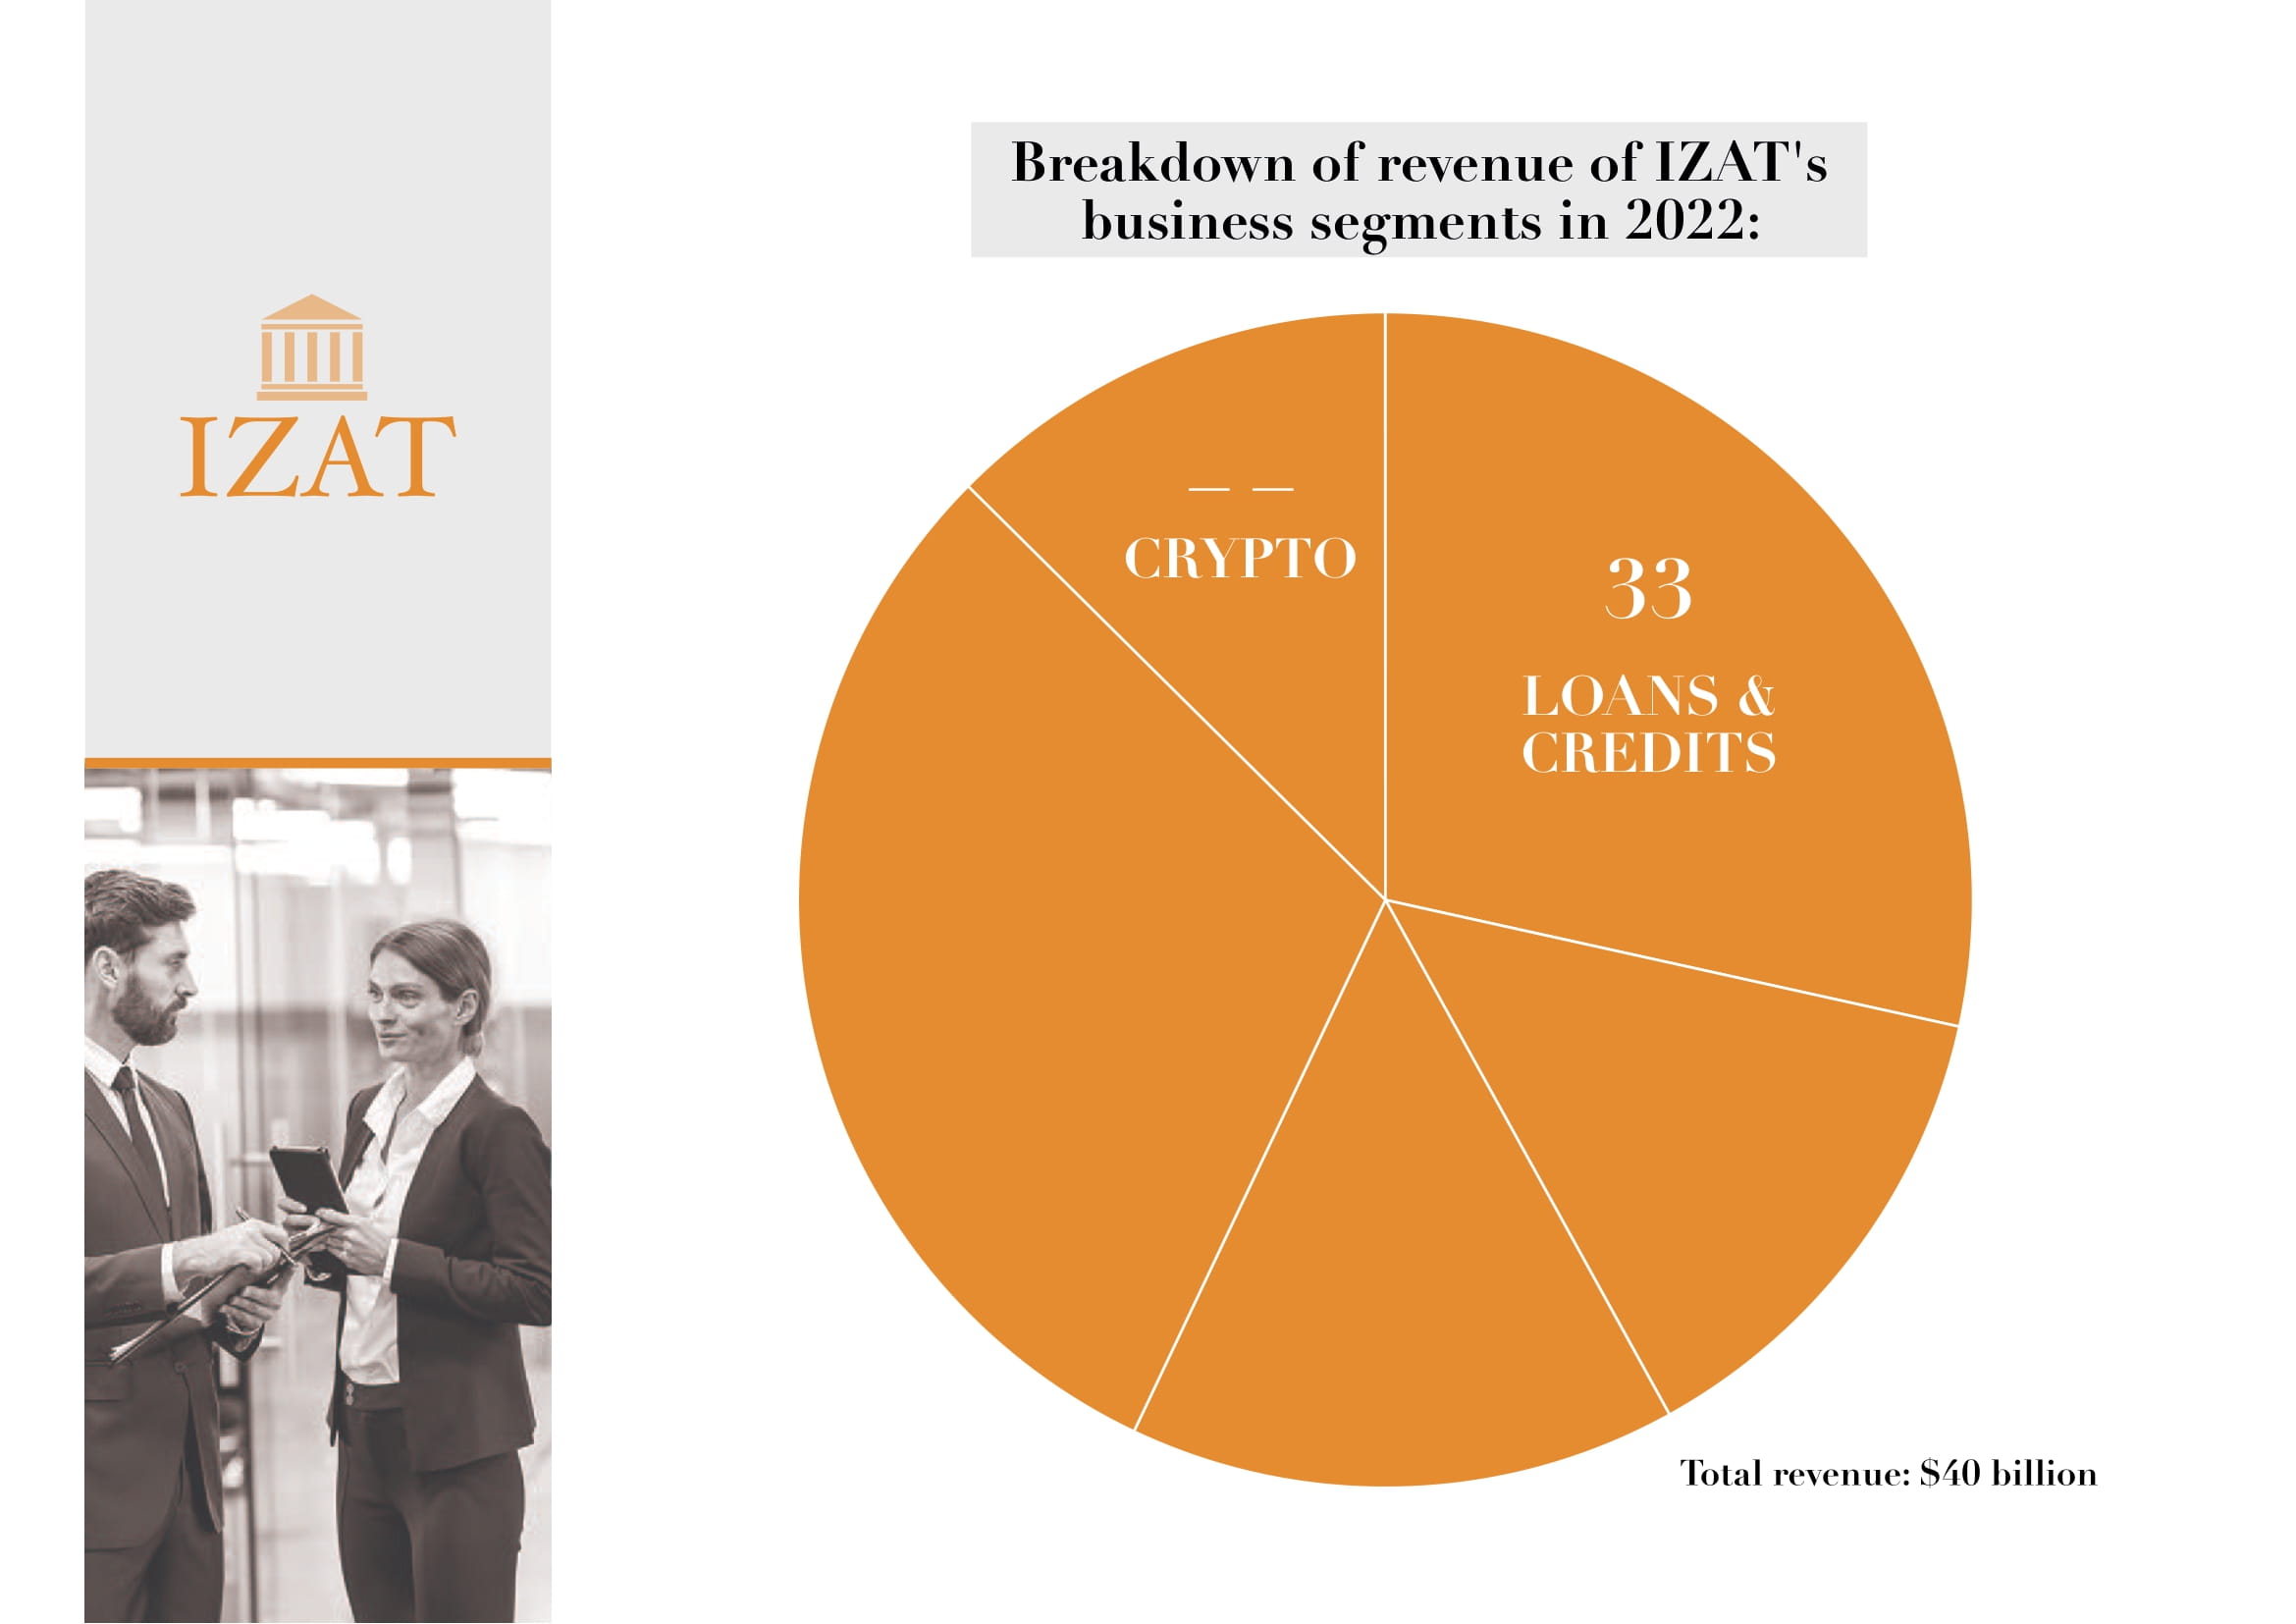 IZAT
Breakdown of revenue of IZAT's
business segments in 2022:
— —
CRYPTO
33
LOANS &
CREDITS
Total revenue: $40 billion